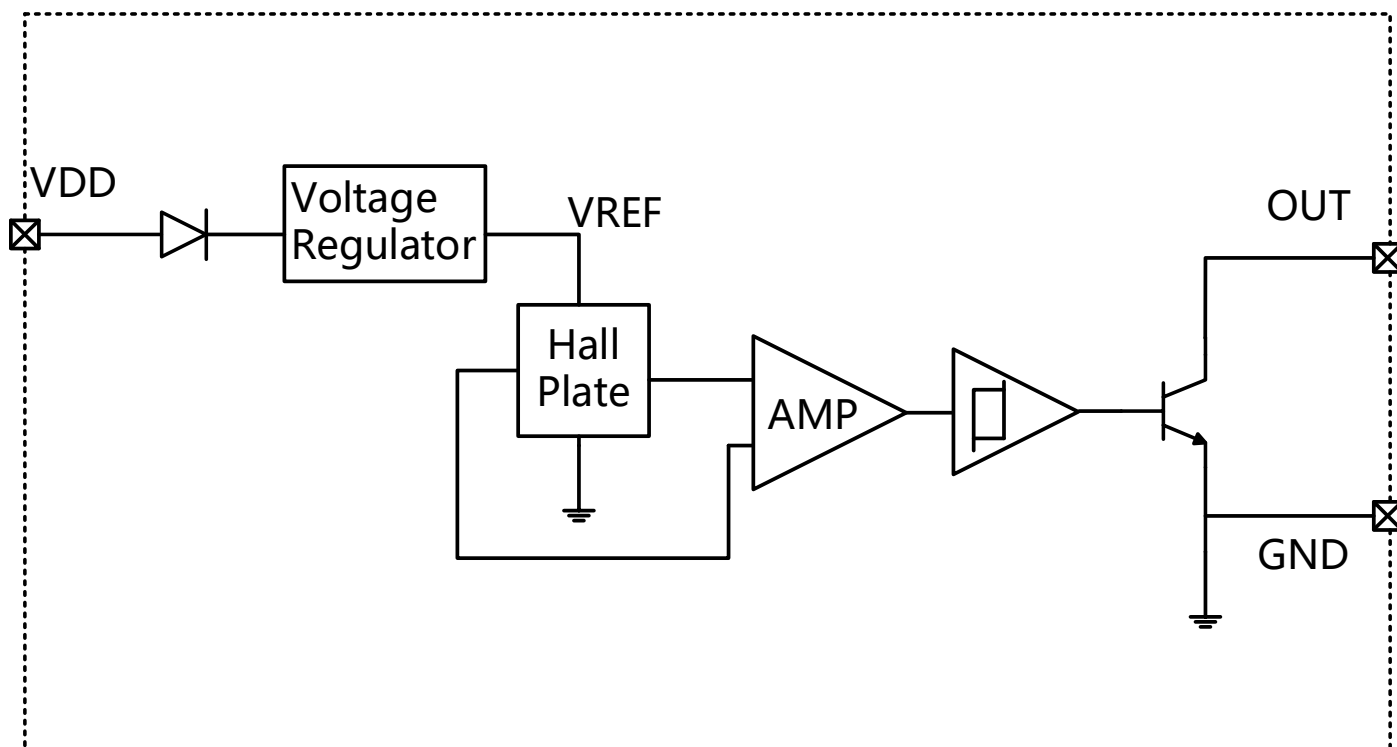 VDD
Voltage
Regulator
VREF
OUT
Hall
Plate
AMP
GND